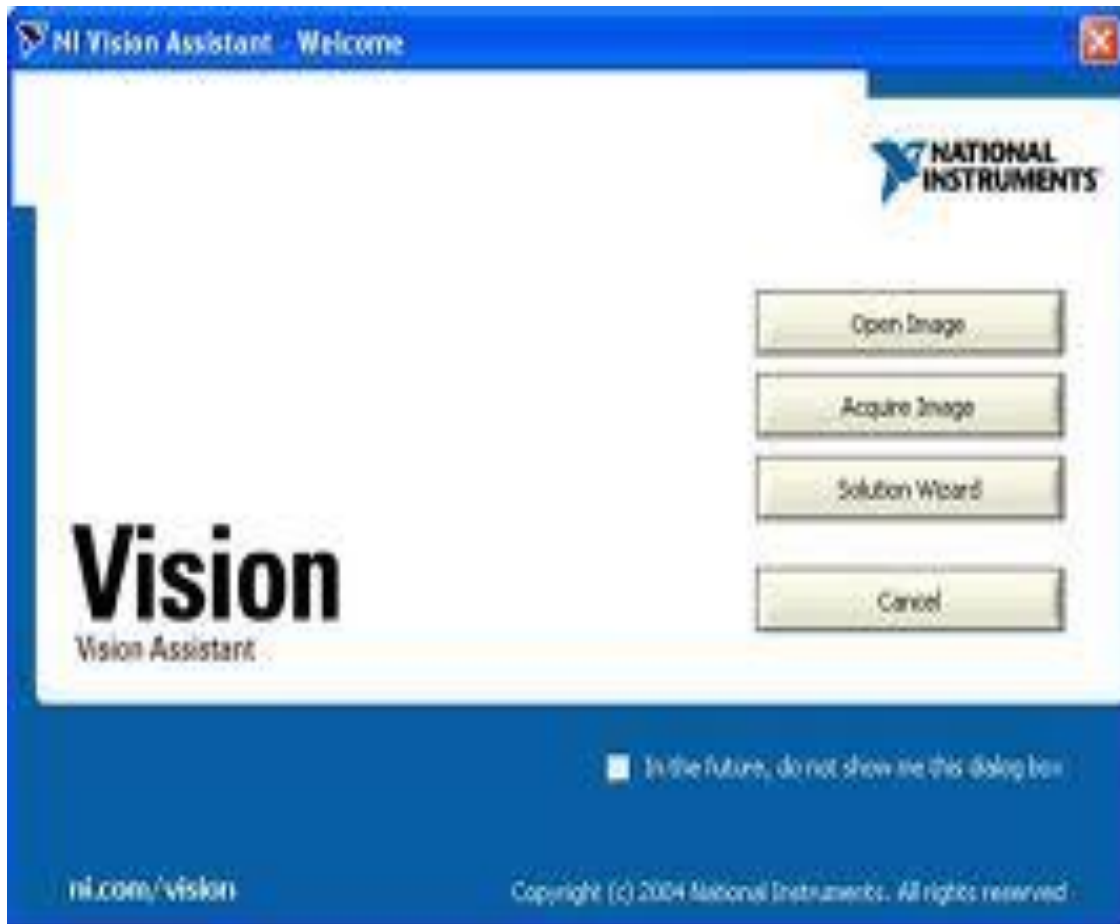 NI Vision Assistant - Welcome
NATIONAL
INSTRUMENTS
Open Image
Acquire Image
Solution Wizard
Cancel
Vision
Vision Assistant
In the future, do not show me this dialog box
ni.com/vision
Copyright (c) 2004 National Instruments. All rights reserved